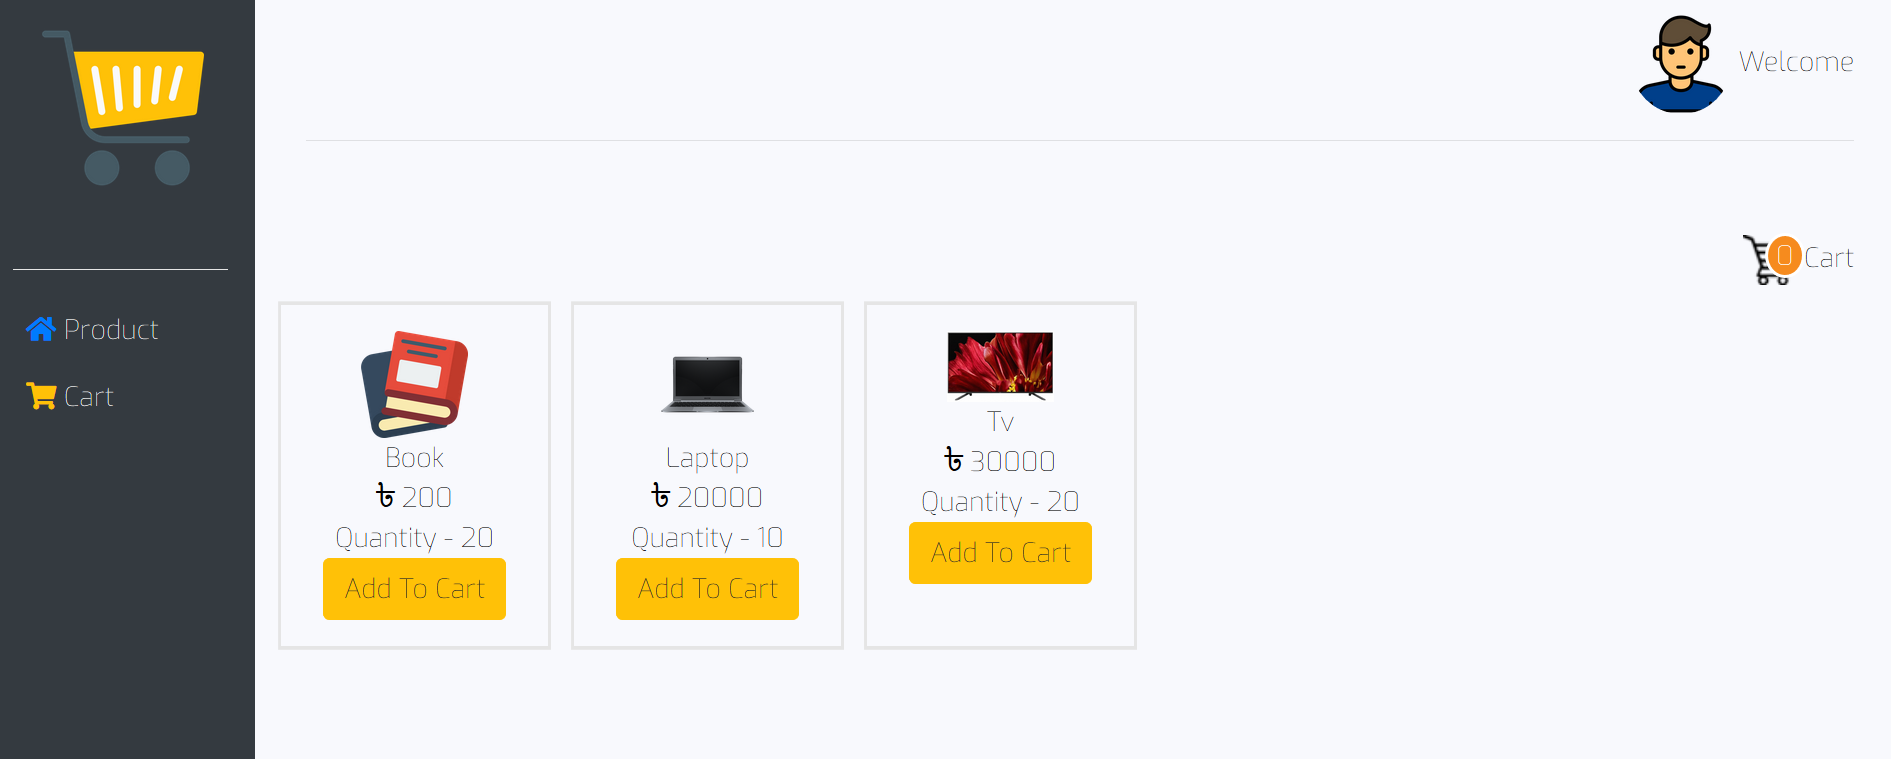 Welcome
0 Cart
Product
Cart
Book
৳ 200
Quantity - 20
Add To Cart
Laptop
৳ 20000
Quantity - 10
Add To Cart
Tv
৳ 30000
Quantity - 20
Add To Cart